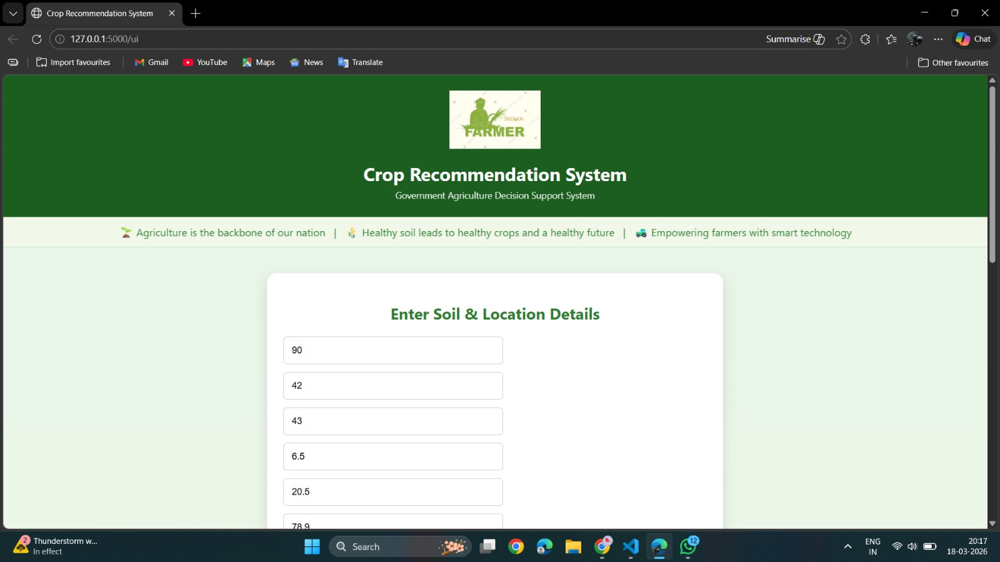 Crop Recommendation System
127.0.0.1:5000/ui
Summarise
Chat
Import favourites
Gmail
YouTube
Maps
News
Translate
Other favourites
INDIAN
FARMER
Crop Recommendation System
Government Agriculture Decision Support System
🌱 Agriculture is the backbone of our nation | 🌾 Healthy soil leads to healthy crops and a healthy future | 🚜 Empowering farmers with smart technology
Enter Soil & Location Details
90
42
43
6.5
20.5
78.9
2
Thunderstorm w...
In effect
Search
12
ENG
IN
20:17
18-03-2026